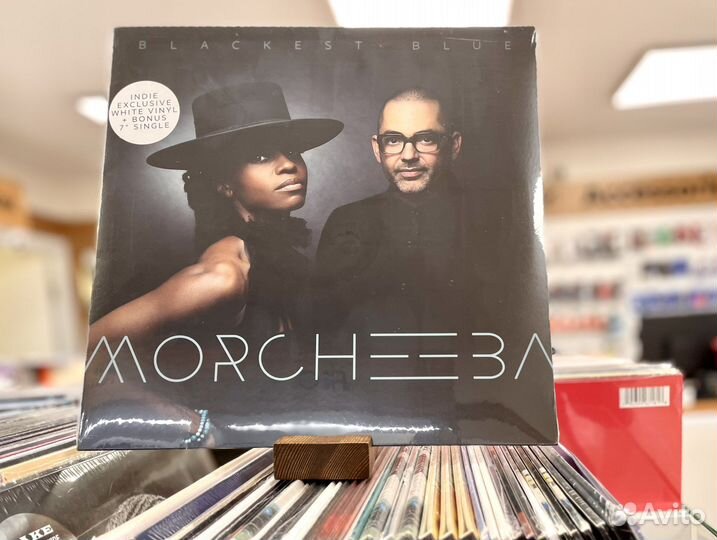 BLACKEST BLUE
INDIE
EXCLUSIVE
WHITE VINYL
+ BONUS
7" SINGLE
MORCHEEBA
Avito